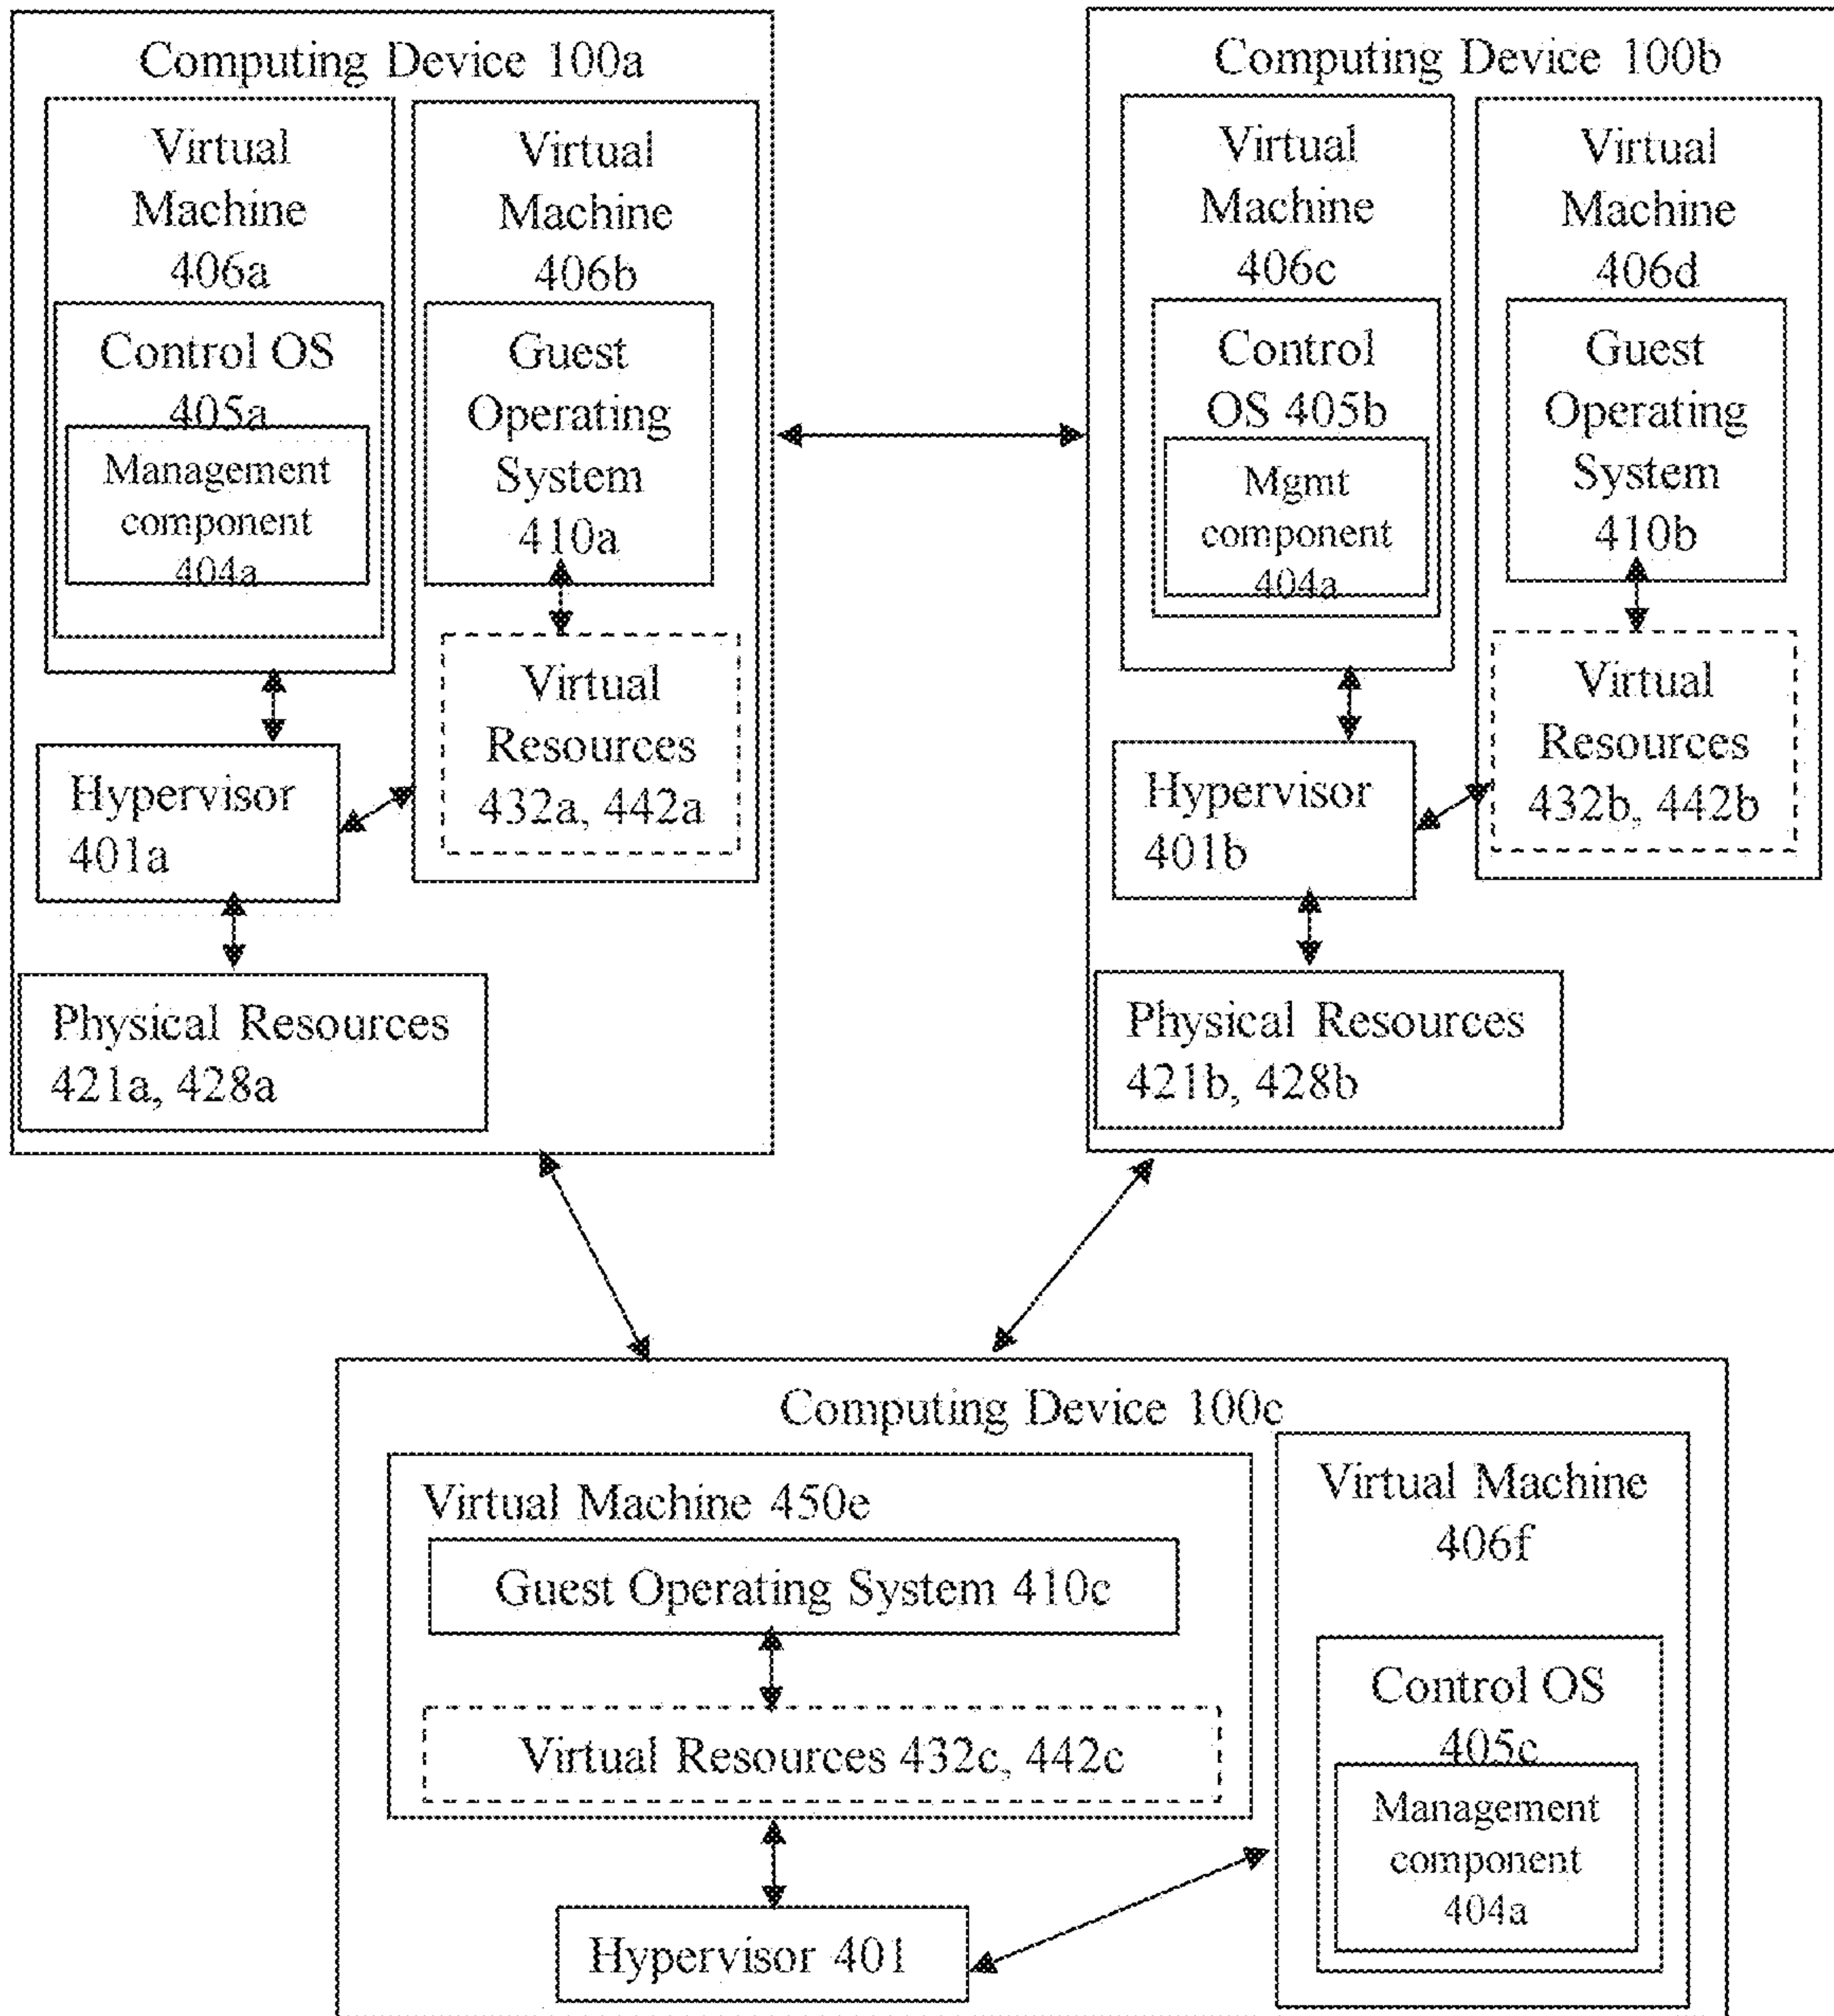 Computing Device 100a
Virtual
Machine
406a
Control OS
405a
Management
component
404a
Virtual
Machine
406b
Guest
Operating
System
410a
Virtual
Resources
432a, 442a
Hypervisor
401a
Physical Resources
421a, 428a
Computing Device 100b
Virtual
Machine
406c
Control
OS 405b
Mgmt
component
404a
Virtual
Machine
406d
Guest
Operating
System
410b
Virtual
Resources
432b, 442b
Hypervisor
401b
Physical Resources
421b, 428b
Computing Device 100c
Virtual Machine 450e
Guest Operating System 410c
Virtual Resources 432c, 442c
Hypervisor 401
Virtual Machine
406f
Control OS
405c
Management
component
404a